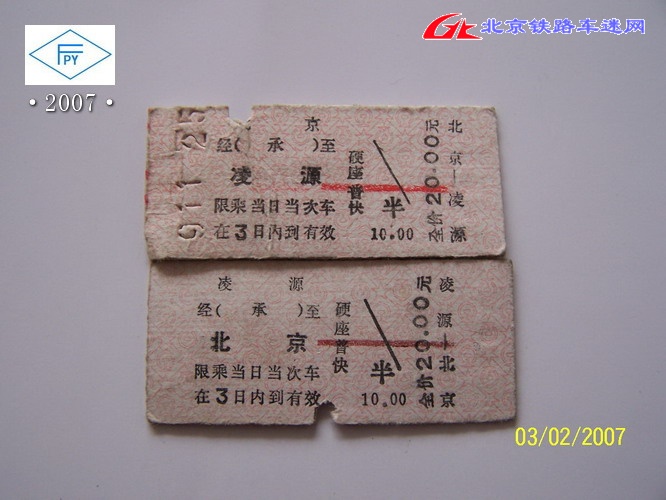 FPY
·2007·
北京铁路车迷网
京
经( 承 )至
凌 源
限乘当日当次车
在3日内到有效
硬座普快
半
10.00
全价20.00元
北京—凌源
凌 源
经( 承 )至
北 京
限乘当日当次车
在3日内到有效
硬座普快
半
10.00
全价20.00元
凌源—北京
03/02/2007